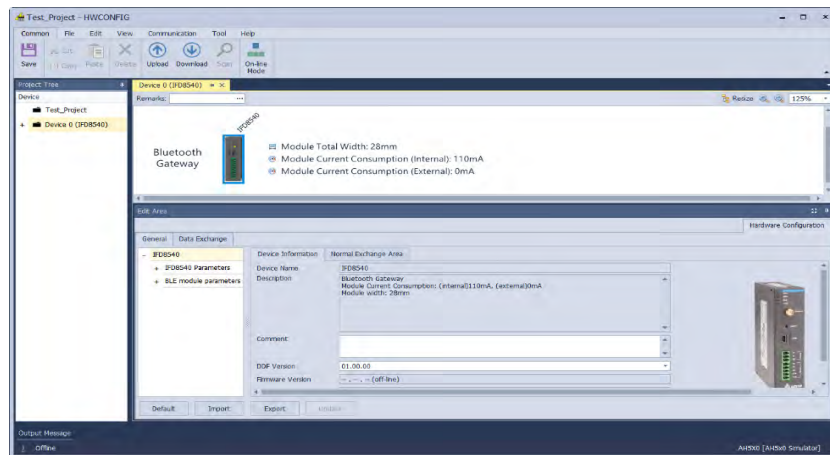 Test_Project - HWCONFIG
Common File Edit View Communication Tool Help
Save Cut Copy Paste Delete Upload Download Scan On-line Mode
Project Tree
Device
Test_Project
Device 0 (IFD8540)
Device 0 (IFD8540)
Remarks: ...
Resize 125%
IFD8540
Bluetooth Gateway
Module Total Width: 28mm
Module Current Consumption (Internal): 110mA
Module Current Consumption (External): 0mA
Edit Area
Hardware Configuration
General Data Exchange
IFD8540
IFD8540 Parameters
BLE module parameters
Device Information Normal Exchange Area
Device Name IFD8540
Description Bluetooth Gateway
Module Current Consumption: (internal)110mA, (external)0mA
Module width: 28mm
Comment
DDF Version 01.00.00
Firmware Version --.--.-- (off-line)
Default Import Export Update
Output Message
Offline
AH5X0 [AH5x0 Simulator]